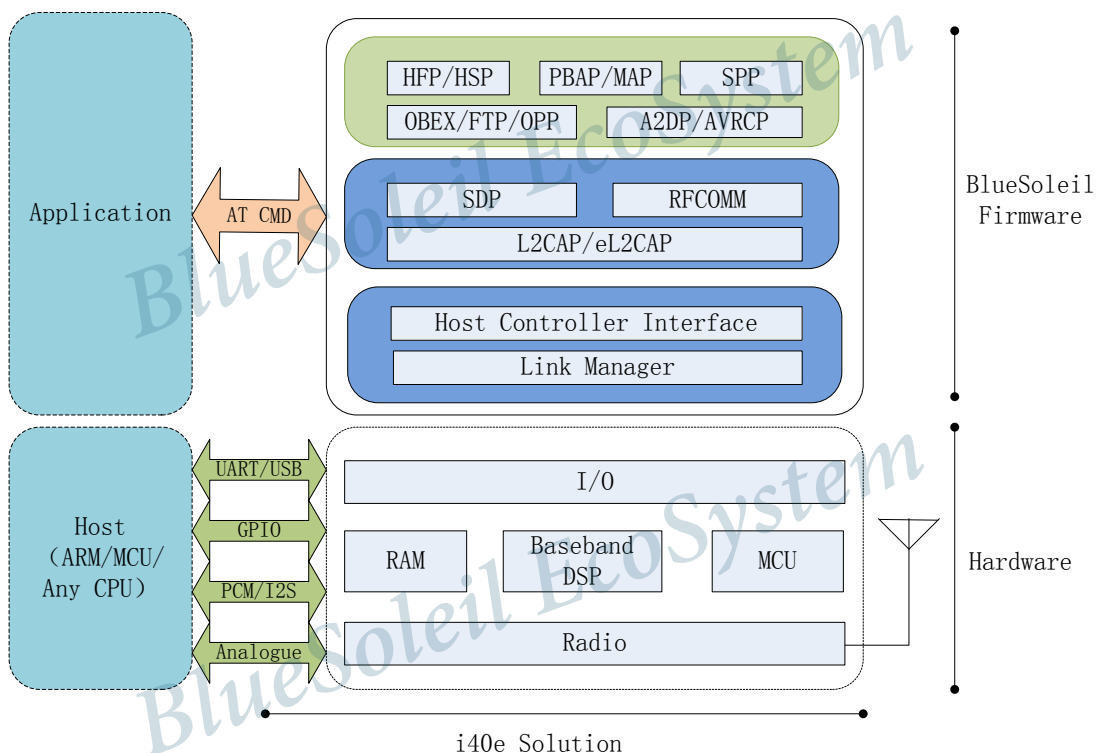 HFP/HSP
PBAP/MAP
SPP
OBEX/FTP/OPP
A2DP/AVRCP
Application
AT CMD
SDP
RFCOMM
L2CAP/eL2CAP
BlueSoleil
Firmware
Host Controller Interface
Link Manager
BlueSoleil EcoSystem
UART/USB
I/O
Host
（ARM/MCU/
Any CPU）
GPIO
RAM
Baseband
DSP
MCU
Hardware
PCM/I2S
Analogue
Radio
BlueSoleil EcoSystem
i40e Solution